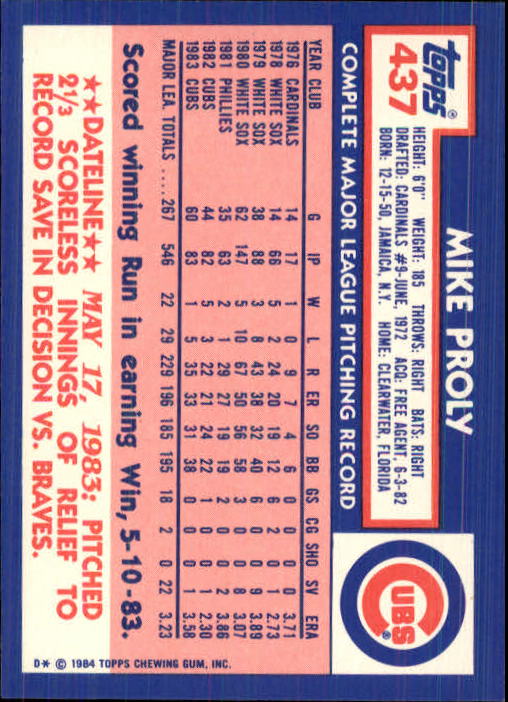 topps®
437
MIKE PROLY
HEIGHT: 6'0" WEIGHT: 185 THROWS: RIGHT BATS: RIGHT
DRAFTED: CARDINALS #9-JUNE, 1972 ACQ: FREE AGENT, 6-3-82
BORN: 12-15-50, JAMAICA, N.Y. HOME: CLEARWATER, FLORIDA
CUBS®
COMPLETE MAJOR LEAGUE PITCHING RECORD
YEAR CLUB G IP W L R ER SO BB GS CG SHO SV ERA
1976 CARDINALS 14 17 1 0 9 7 4 6 0 0 0 0 3.71
1978 WHITE SOX 14 66 5 2 24 20 19 12 6 2 0 1 2.73
1979 WHITE SOX 38 88 3 8 43 38 32 40 6 0 0 9 3.89
1980 WHITE SOX 62 147 5 10 67 50 56 58 3 0 0 8 3.07
1981 PHILLIES 35 63 2 1 29 27 19 19 2 0 0 2 3.86
1982 CUBS 44 82 5 3 22 21 24 22 1 0 0 1 2.30
1983 CUBS 60 83 1 5 35 33 31 38 0 0 0 1 3.58
MAJOR LEA. TOTALS .... 267 546 22 29 229 196 185 195 18 2 0 22 3.23
Scored winning Run in earning Win, 5-10-83.
★★DATELINE★★ MAY 17, 1983: PITCHED
2 1/3 SCORELESS INNINGS OF RELIEF TO
RECORD SAVE IN DECISION VS. BRAVES.
D* © 1984 TOPPS CHEWING GUM, INC.